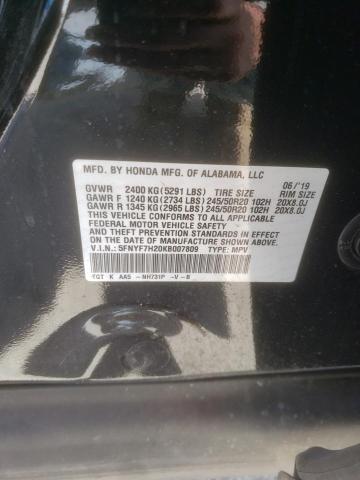 MFD. BY HONDA MFG. OF ALABAMA, LLC
06/'19
GVWR 2400 KG (5291 LBS) TIRE SIZE RIM SIZE
GAWR F 1240 KG (2734 LBS) 245/50R20 102H 20X8.0J
GAWR R 1345 KG (2965 LBS) 245/50R20 102H 20X8.0J
THIS VEHICLE CONFORMS TO ALL APPLICABLE
FEDERAL MOTOR VEHICLE SAFETY
AND THEFT PREVENTION STANDARDS IN EFFECT
ON THE DATE OF MANUFACTURE SHOWN ABOVE.
V.I.N.: 5FNYF7H20KB007809 TYPE: MPV
TGT K AA5 -NH731P -V-B